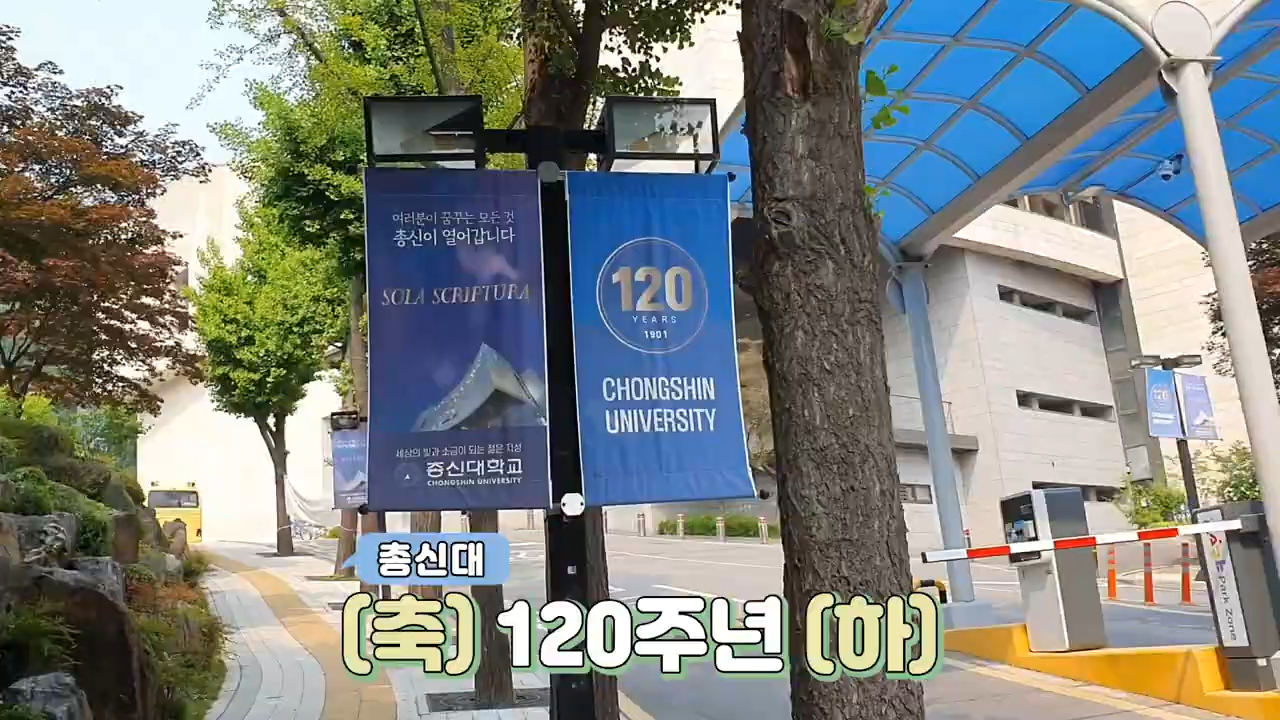 여러분이 꿈꾸는 모든 것
총신이 열어갑니다
SOLA SCRIPTURA
세상의 빛과 소금이 되는 젊은 지성
총신대학교
CHONGSHIN UNIVERSITY
120
YEARS
1901
CHONGSHIN
UNIVERSITY
120
Park Zone
총신대
(축) 120주년 (하)